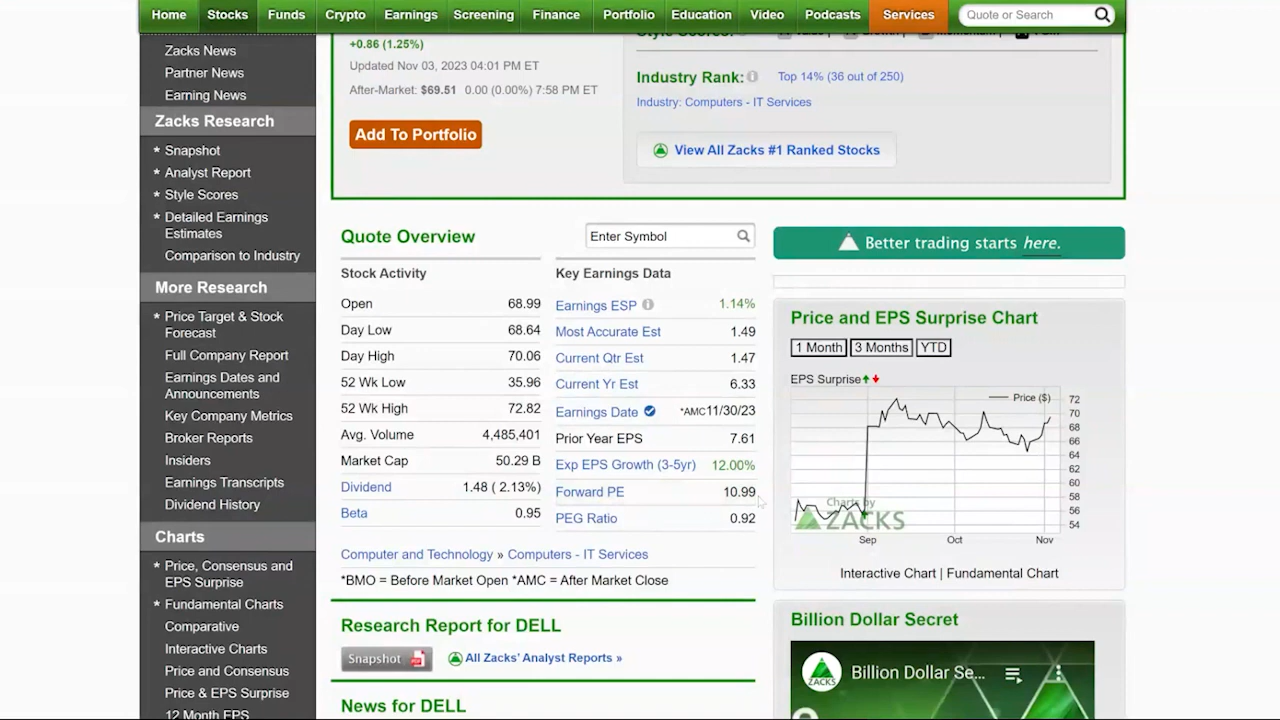 Home Stocks Funds Crypto Earnings Screening Finance Portfolio Education Video Podcasts Services Quote or Search
Zacks News
Partner News
Earning News
Zacks Research
* Snapshot
* Analyst Report
* Style Scores
* Detailed Earnings
Estimates
Comparison to Industry
More Research
* Price Target & Stock
Forecast
Full Company Report
Earnings Dates and
Announcements
Key Company Metrics
Broker Reports
Insiders
Earnings Transcripts
Dividend History
Charts
* Price, Consensus and
EPS Surprise
* Fundamental Charts
Comparative
Interactive Charts
Price and Consensus
Price & EPS Surprise
12 Month EPS
+0.86 (1.25%)
Updated Nov 03, 2023 04:01 PM ET
After-Market: $69.51 0.00 (0.00%) 7:58 PM ET
Add To Portfolio
Industry Rank: Top 14% (36 out of 250)
Industry: Computers - IT Services
View All Zacks #1 Ranked Stocks
Quote Overview
Enter Symbol
Stock Activity
Open 68.99
Day Low 68.64
Day High 70.06
52 Wk Low 35.96
52 Wk High 72.82
Avg. Volume 4,485,401
Market Cap 50.29 B
Dividend 1.48 ( 2.13%)
Beta 0.95
Key Earnings Data
Earnings ESP 1.14%
Most Accurate Est 1.49
Current Qtr Est 1.47
Current Yr Est 6.33
Earnings Date *AMC11/30/23
Prior Year EPS 7.61
Exp EPS Growth (3-5yr) 12.00%
Forward PE 10.99
PEG Ratio 0.92
Computer and Technology » Computers - IT Services
*BMO = Before Market Open *AMC = After Market Close
Research Report for DELL
Snapshot All Zacks' Analyst Reports »
News for DELL
Better trading starts here.
Price and EPS Surprise Chart
1 Month 3 Months YTD
EPS Surprise
Price ($)
72
70
68
66
64
62
60
58
56
54
Charts by
ZACKS
Sep Oct Nov
Interactive Chart | Fundamental Chart
Billion Dollar Secret
ZACKS
Billion Dollar Se...